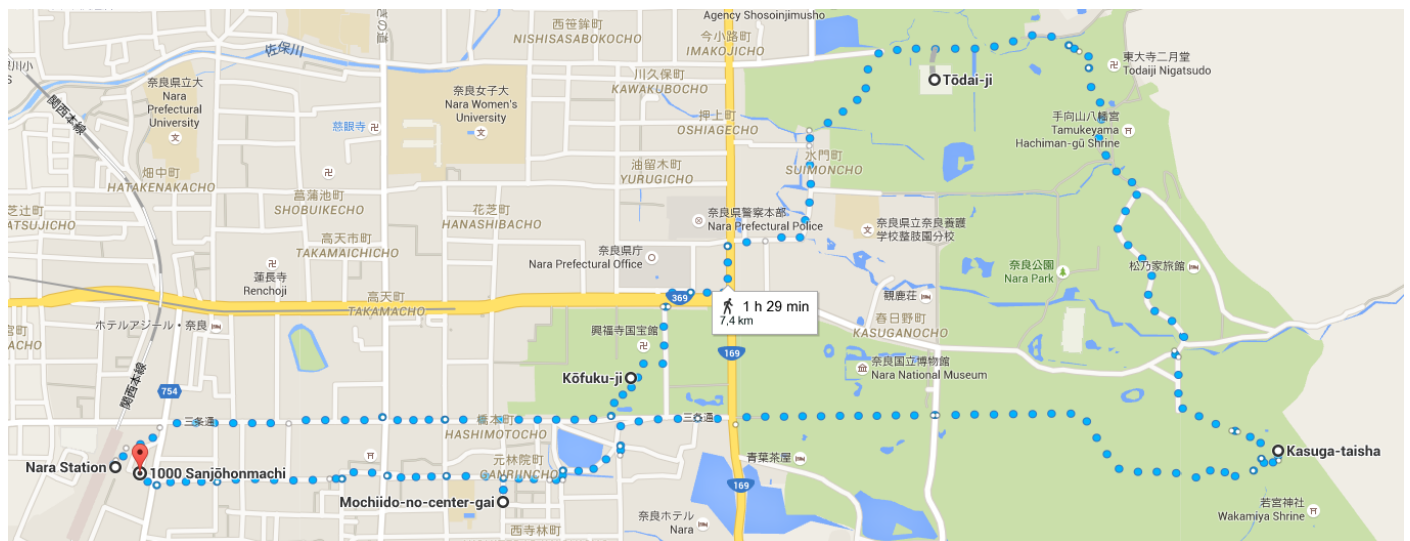 Agency Shosoinjimusho
西笹鉾町
NISHISASABOKOCHO
今小路町
IMAKOJICHO
佐保川
奈良県立大
Nara
Prefectural
University
奈良女子大
Nara Women's
University
川久保町
KAWAKUBOCHO
東大寺二月堂
Todaiji Nigatsudo
Tōdai-ji
関西本線
慈眼寺
押上町
OSHIAGECHO
手向山八幡宮
Tamukeyama
Hachiman-gū Shrine
畑中町
HATAKENAKACHO
油留木町
YURUGICHO
水門町
SUIMONCHO
芝辻町
菖蒲池町
SHOBUIKECHO
花芝町
HANASHIBACHO
奈良県警察本部
Nara Prefectural Police
奈良県立奈良養護
学校整肢園分校
高天市町
TAKAMAICHICHO
奈良県庁
Nara Prefectural Office
蓮長寺
Renchoji
奈良公園
Nara Park
松乃家旅館
高天町
TAKAMACHO
369
1 h 29 min
7,4 km
観鹿荘
春日野町
KASUGANOCHO
ホテルアジール・奈良
興福寺国宝館
169
奈良国立博物館
Nara National Museum
関西本線
754
Kōfuku-ji
三条通
橋本町
HASHIMOTOCHO
三条通
Nara Station
1000 Sanjōhonmachi
元林院町
GANRIINCHO
青葉茶屋
Kasuga-taisha
169
Mochiido-no-center-gai
西寺林町
奈良ホテル
Nara
若宮神社
Wakamiya Shrine